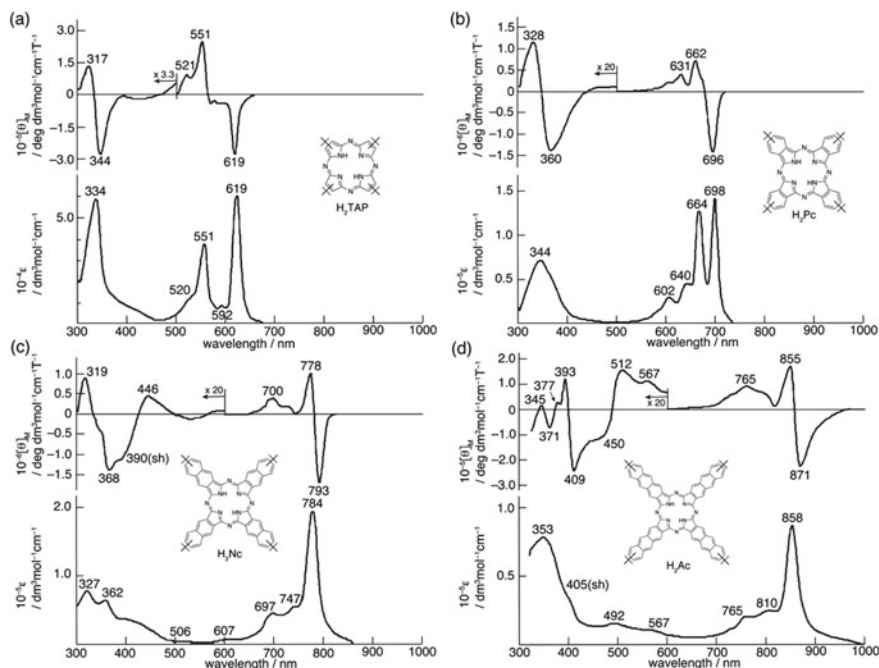 (a)
10⁻⁵[θ]M / deg dm³mol⁻¹cm⁻¹T⁻¹
3.0
1.5
0
−1.5
−3.0
317
344
x 3.3
521
551
619
H₂TAP
10⁻⁴ε / dm³mol⁻¹cm⁻¹
5.0
334
520
551
592
619
300 400 500 600 700 800 900 1000
wavelength / nm
(b)
10⁻⁶[θ]M / deg dm³mol⁻¹cm⁻¹T⁻¹
1.0
0.5
0
−0.5
−1.0
−1.5
328
360
x 20
631
662
696
N
NH
N
N
N
N
HN
N
H₂Pc
10⁻⁵ε / dm³mol⁻¹cm⁻¹
1.5
1.0
0.5
344
602
640
664
698
300 400 500 600 700 800 900 1000
wavelength / nm
(c)
10⁻⁶[θ]M / deg dm³mol⁻¹cm⁻¹T⁻¹
1.0
0.5
0
−0.5
−1.0
−1.5
319
368
390(sh)
446
x 20
700
778
793
H₂Nc
10⁻⁵ε / dm³mol⁻¹cm⁻¹
2.0
1.0
327
362
506
607
697
747
784
300 400 500 600 700 800 900 1000
wavelength / nm
(d)
10⁻⁵[θ]M / deg dm³mol⁻¹cm⁻¹T⁻¹
2.0
1.0
0
−1.0
−2.0
−3.0
345
377
371
393
409
450
512
567
x 20
765
855
871
H₂Ac
10⁻⁵ε / dm³mol⁻¹cm⁻¹
1.0
0.5
353
405(sh)
492
567
765
810
858
300 400 500 600 700 800 900 1000
wavelength / nm